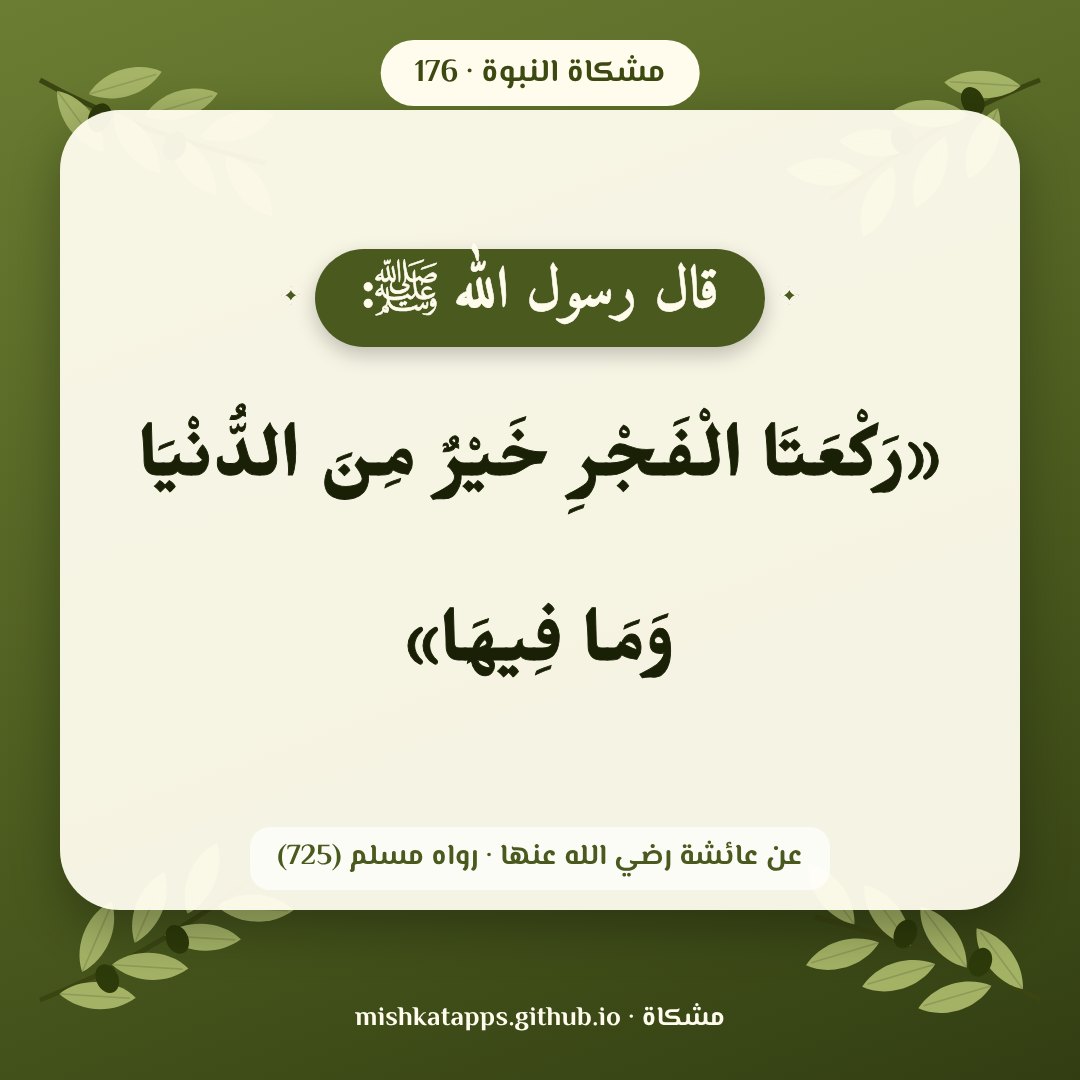 مشكاة النبوة · 176
قال رسول الله ﷺ:
«رَكْعَتَا الْفَجْرِ خَيْرٌ مِنَ الدُّنْيَا
وَمَا فِيهَا»
عن عائشة رضي الله عنها · رواه مسلم (725)
مشكاة · mishkatapps.github.io